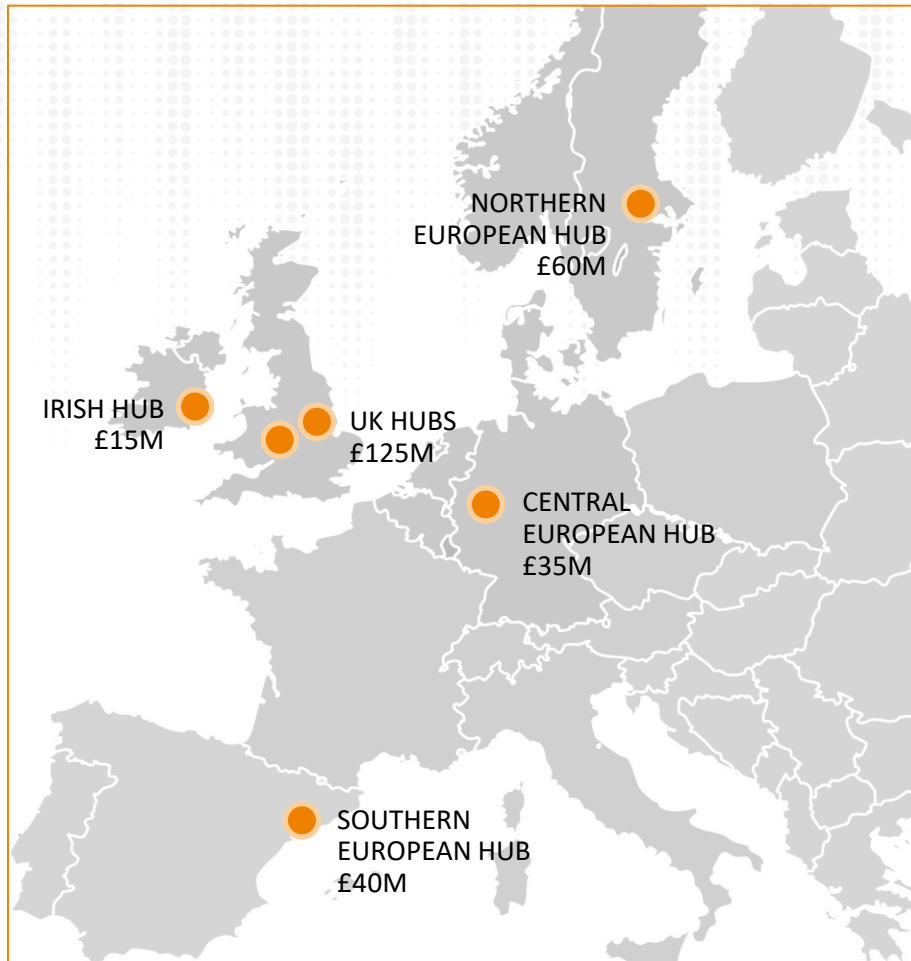 NORTHERN
EUROPEAN HUB
£60M
IRISH HUB
£15M
UK HUBS
£125M
CENTRAL
EUROPEAN HUB
£35M
SOUTHERN
EUROPEAN HUB
£40M